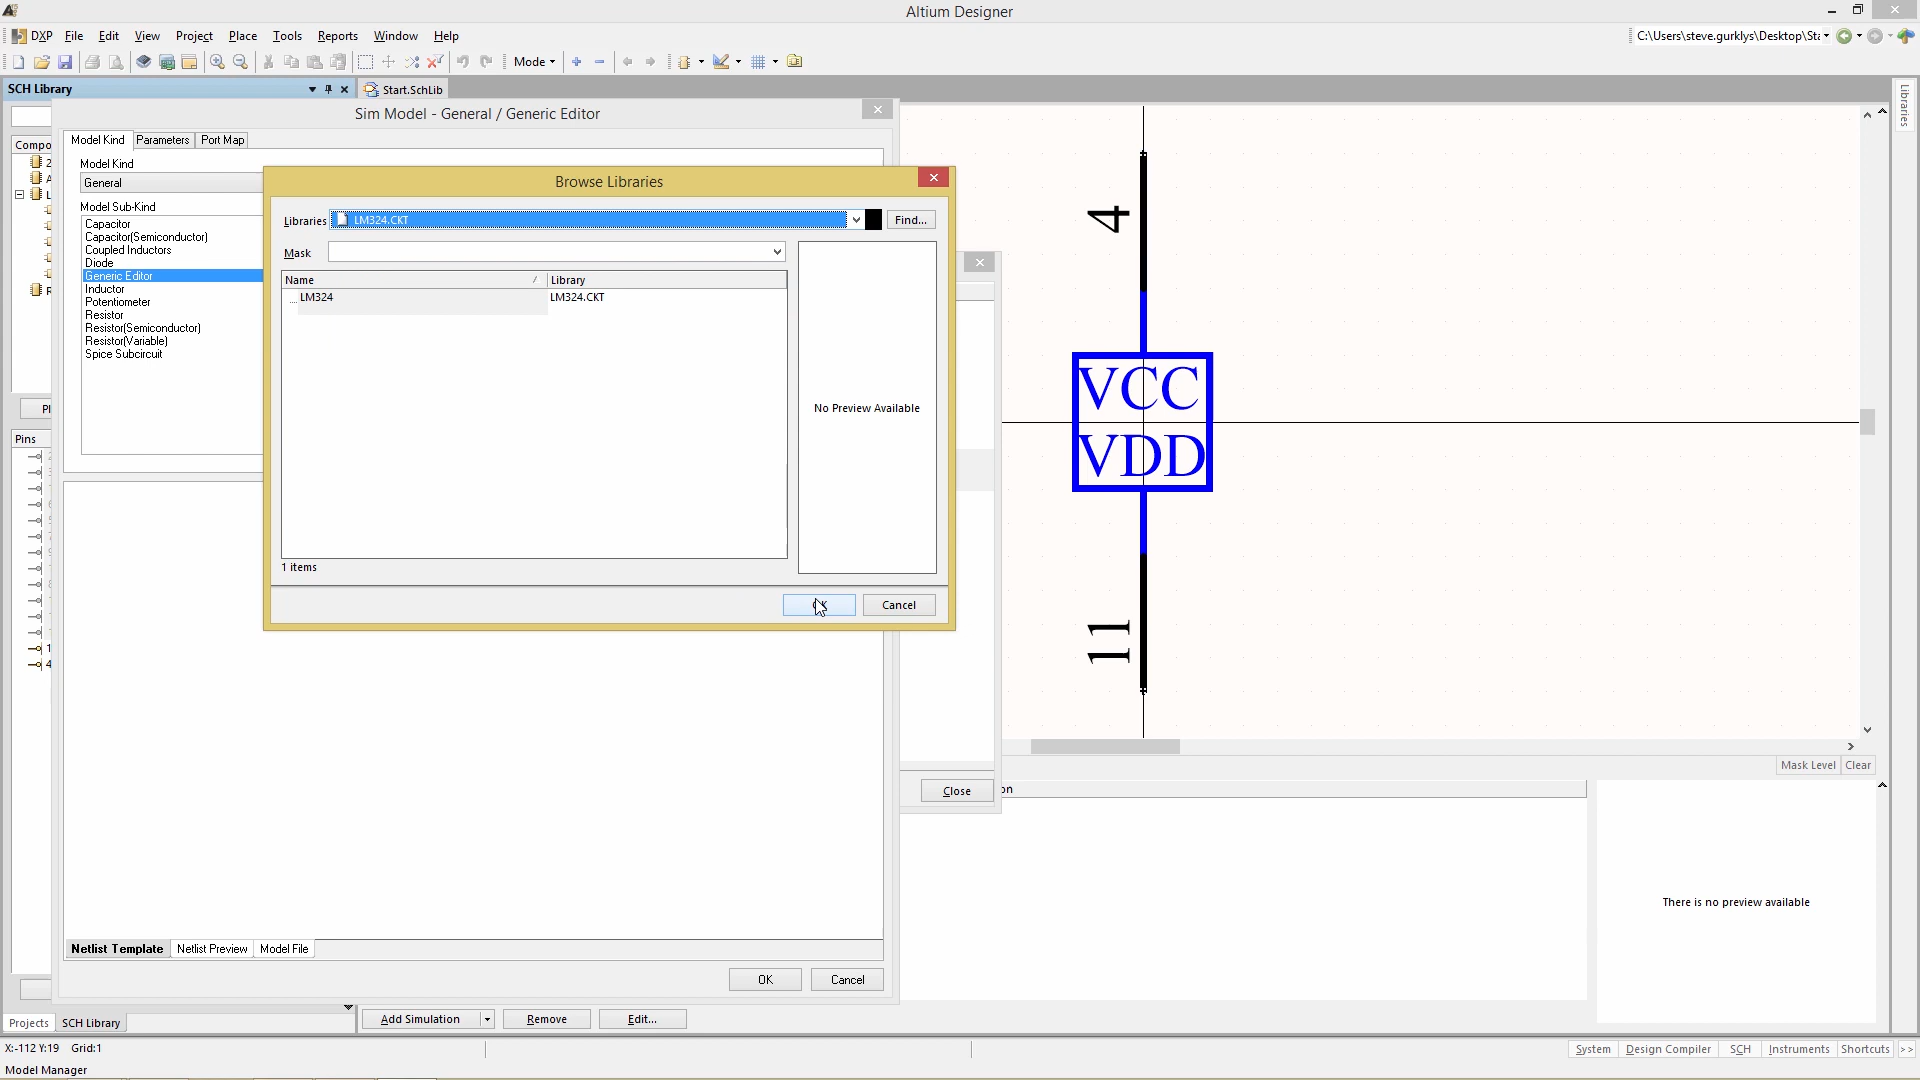 Altium Designer
DXP File Edit View Project Place Tools Reports Window Help
C:\Users\steve.gurklys\Desktop\Sta
Mode
SCH Library
Start.SchLib
Sim Model - General / Generic Editor
Compo
Model Kind Parameters Port Map
Model Kind
General
Model Sub-Kind
Capacitor
Capacitor(Semiconductor)
Coupled Inductors
Diode
Generic Editor
Inductor
Potentiometer
Resistor
Resistor(Semiconductor)
Resistor(Variable)
Spice Subcircuit
Browse Libraries
Libraries LM324.CKT Find...
Mask
Name Library
LM324 LM324.CKT
No Preview Available
1 items
Cancel
Pins
4
VCC
VDD
11
Close
on
Mask Level Clear
There is no preview available
Netlist Template Netlist Preview Model File
OK Cancel
Projects SCH Library
Add Simulation Remove Edit...
X:-112 Y:19 Grid:1
System Design Compiler SCH Instruments Shortcuts >>
Model Manager
Libraries